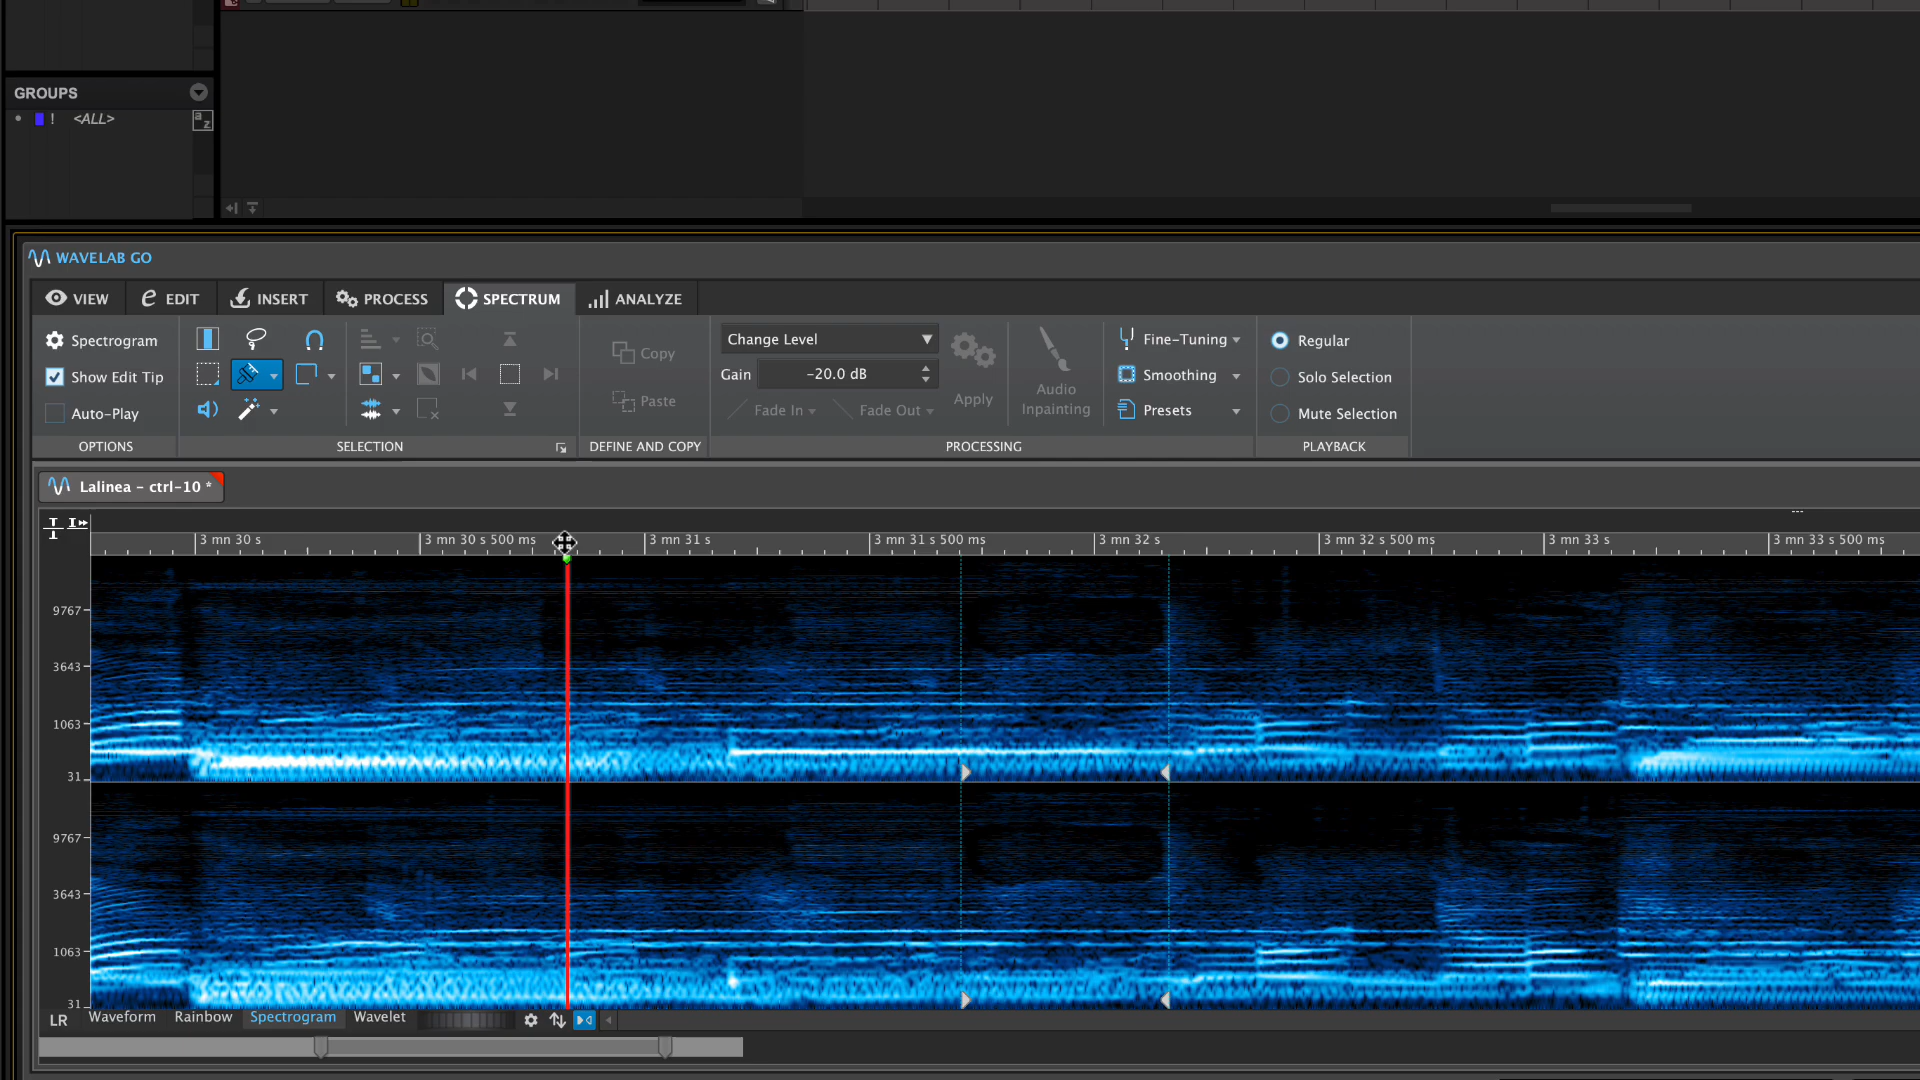 GROUPS
! <ALL>
a z
WAVELAB GO
VIEW EDIT INSERT PROCESS SPECTRUM ANALYZE
Spectrogram
Show Edit Tip
Auto-Play
OPTIONS
SELECTION
Copy
Paste
DEFINE AND COPY
Change Level
Gain -20.0 dB
Fade In Fade Out
Apply
Audio
Inpainting
Fine-Tuning
Smoothing
Presets
PROCESSING
Regular
Solo Selection
Mute Selection
PLAYBACK
Lalinea - ctrl-10 *
3 mn 30 s 3 mn 30 s 500 ms 3 mn 31 s 3 mn 31 s 500 ms 3 mn 32 s 3 mn 32 s 500 ms 3 mn 33 s 3 mn 33 s 500 ms
9767
3643
1063
31
9767
3643
1063
31
LR Waveform Rainbow Spectrogram Wavelet